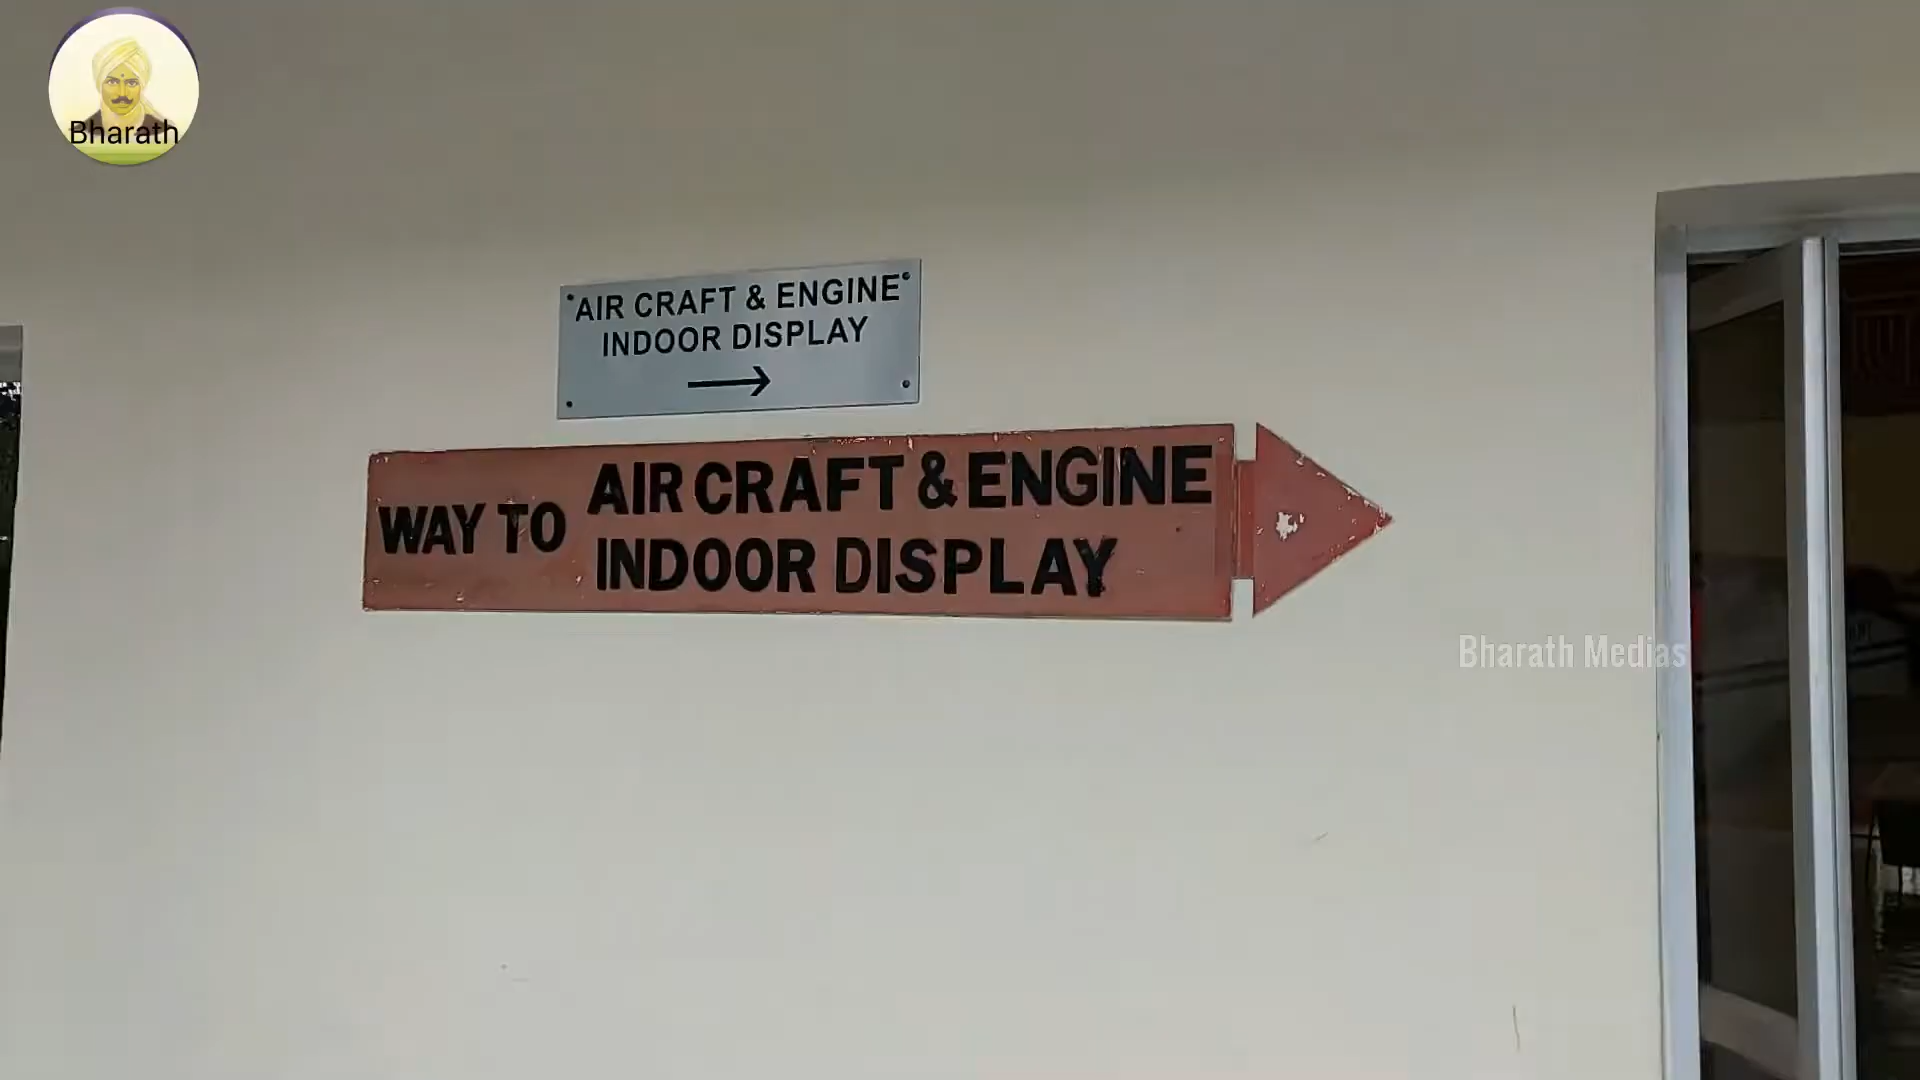 Bharath
AIR CRAFT & ENGINE
INDOOR DISPLAY
WAY TO AIR CRAFT & ENGINE
INDOOR DISPLAY
Bharath Medias